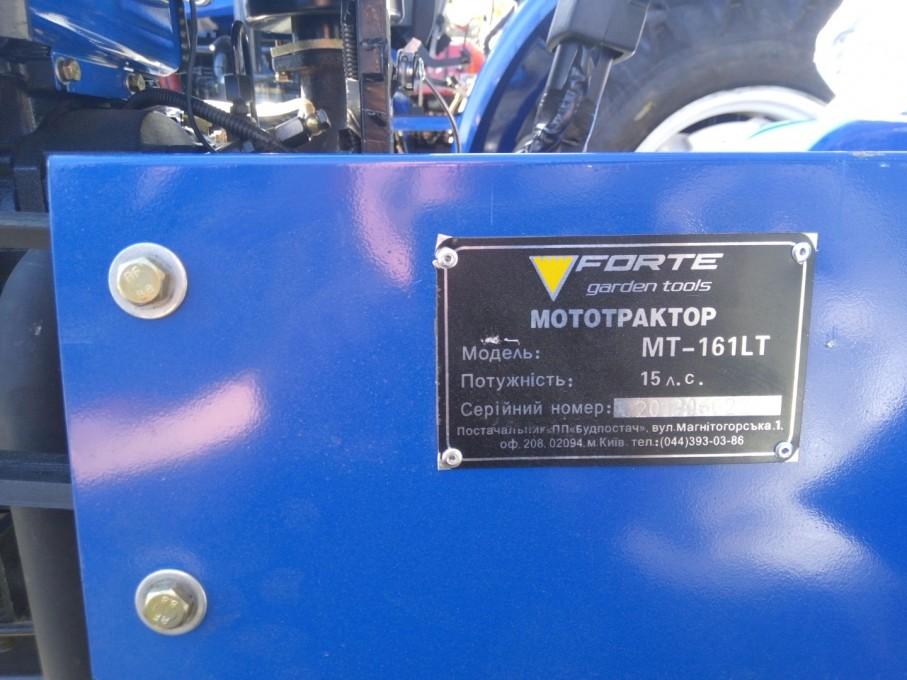 FORTE
garden tools
МОТОТРАКТОР
Модель: MT-161LT
Потужність: 15 л.с.
Серійний номер:
Постачальник ПП«Будпостач», вул.Магнітогорська.1.
оф. 208, 02094, м.Київ тел.:(044)393-03-86